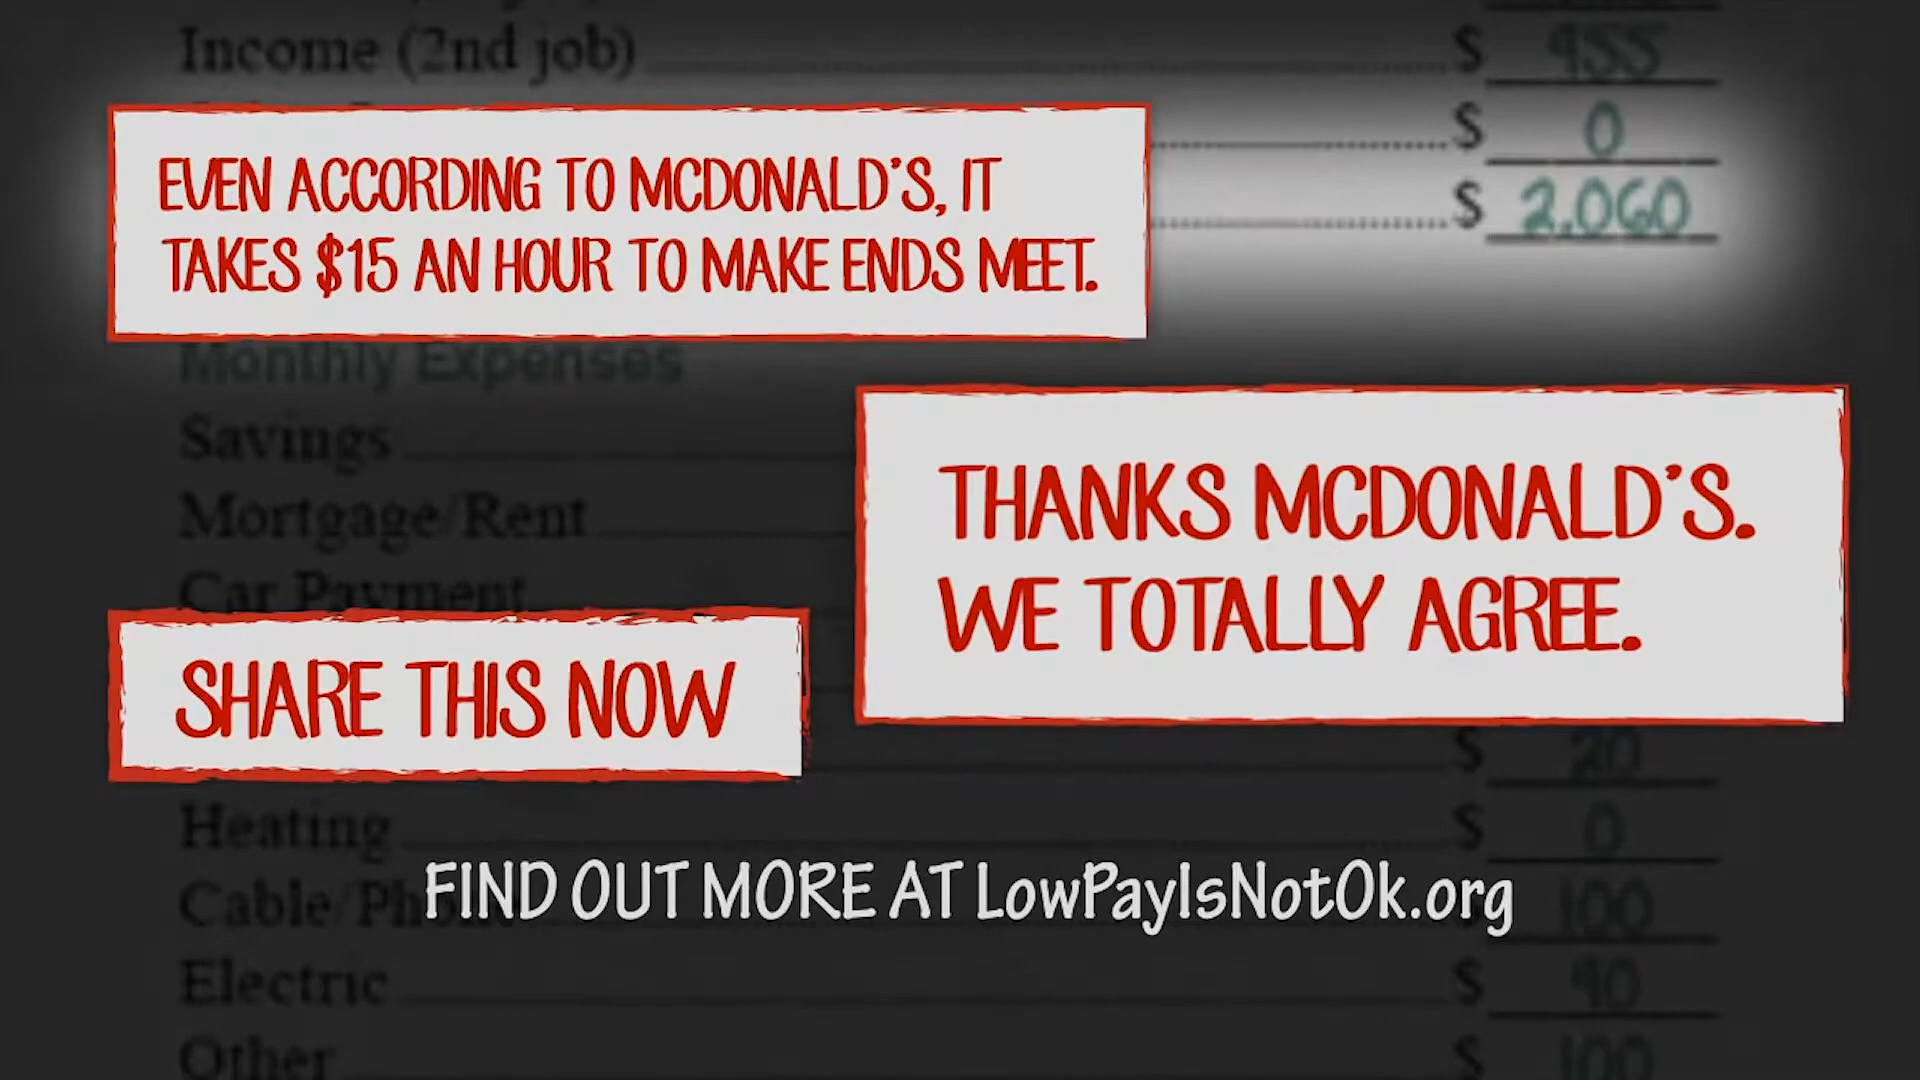 Income (2nd job) $ 955
$ 0
EVEN ACCORDING TO MCDONALD'S, IT
TAKES $15 AN HOUR TO MAKE ENDS MEET.
$ 2,060
Monthly Expenses
Savings
Mortgage/Rent
THANKS MCDONALD'S.
WE TOTALLY AGREE.
Car Payment
SHARE THIS NOW
$ 20
Heating $ 0
FIND OUT MORE AT LowPayIsNotOk.org
Cable/Phone $ 100
Electric $ 90
Other $ 100